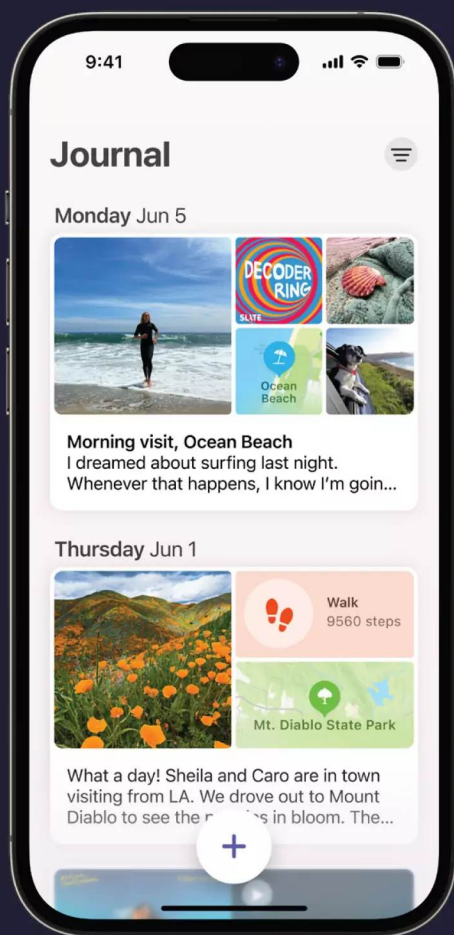 9:41
Journal
Monday Jun 5
DECODER
RING
SLATE
Ocean
Beach
Morning visit, Ocean Beach
I dreamed about surfing last night.
Whenever that happens, I know I’m goin...
Thursday Jun 1
Walk
9560 steps
Mt. Diablo State Park
What a day! Sheila and Caro are in town
visiting from LA. We drove out to Mount
Diablo to see the in bloom. The...
+